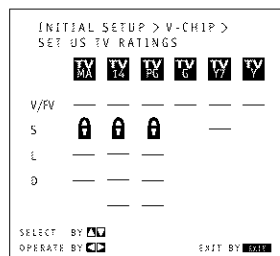 INITIAL SETUP > V-CHIP >
SET US TV RATINGS
TV MA TV 14 TV PG TV G TV Y7 TV Y
V/FV
S
L
D
SELECT BY ▲▼
OPERATE BY ◀▶ EXIT BY EXIT